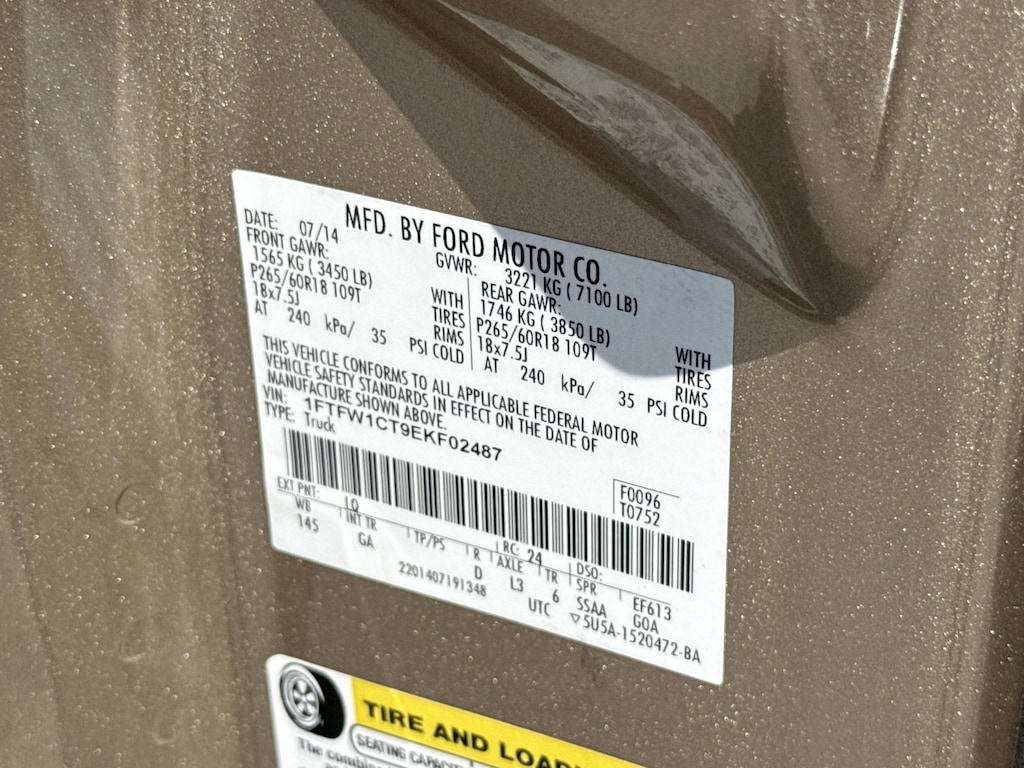 MFD. BY FORD MOTOR CO.
DATE: 07/14
GVWR: 3221 KG ( 7100 LB)
FRONT GAWR:
REAR GAWR:
1565 KG ( 3450 LB)
1746 KG ( 3850 LB)
P265/60R18 109T WITH TIRES
P265/60R18 109T WITH TIRES
18x7.5J RIMS
18x7.5J RIMS
AT 240 kPa/ 35 PSI COLD
AT 240 kPa/ 35 PSI COLD
THIS VEHICLE CONFORMS TO ALL APPLICABLE FEDERAL MOTOR
VEHICLE SAFETY STANDARDS IN EFFECT ON THE DATE OF
MANUFACTURE SHOWN ABOVE.
VIN: 1FTFW1CT9EKF02487
TYPE: Truck
F0096
T0752
EXT PNT: LQ RC: 24 DSO:
WB INT TR TP/PS R AXLE TR SPR EF613
145 GA D L3 6 SSAA GOA
2201407191348 UTC ▽5U5A-1520472-BA
TIRE AND LOADI
SEATING CAPACIT
The combin